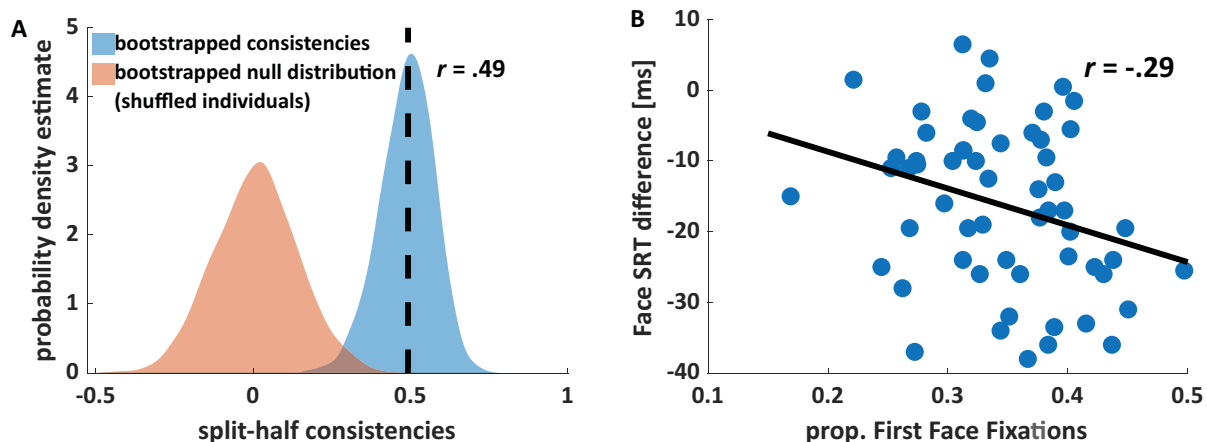 A
probability density estimate
5
4
3
2
1
0
bootstrapped consistencies
bootstrapped null distribution
(shuffled individuals)
r = .49
-0.5
0
0.5
1
split-half consistencies
B
Face SRT difference [ms]
10
0
-10
-20
-30
-40
r = -.29
0.1
0.2
0.3
0.4
0.5
prop. First Face Fixations